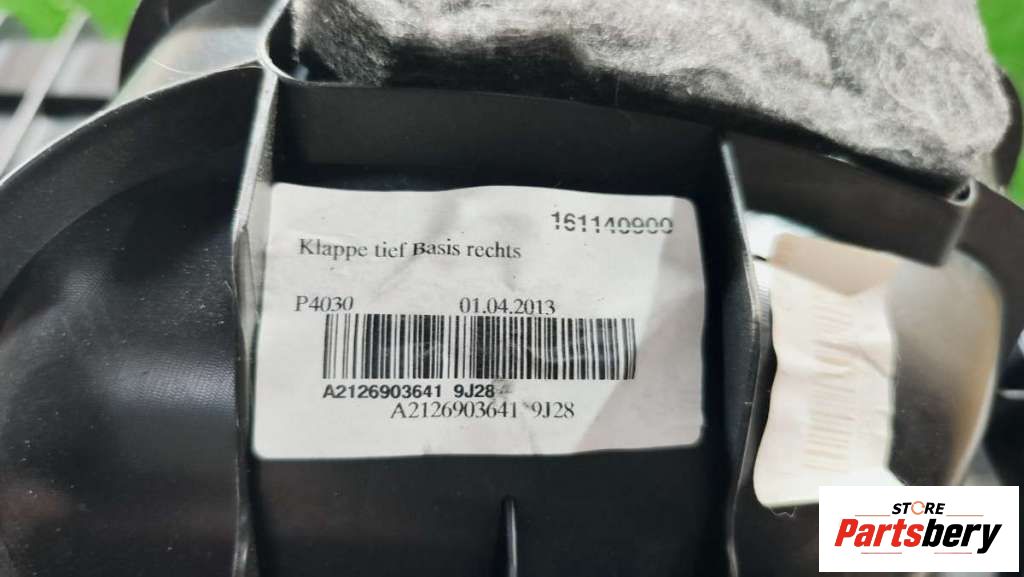 161140900
Klappe tief Basis rechts
P4030 01.04.2013
A2126903641 9J28
A2126903641 9J28
STORE
Partsbery